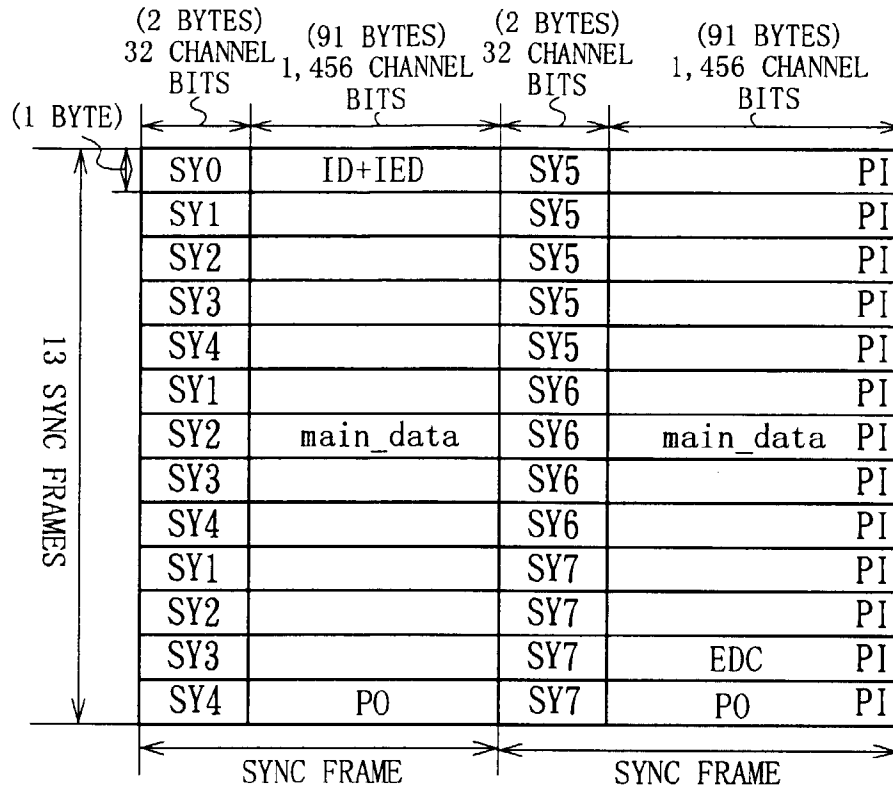 (2 BYTES) (91 BYTES) (2 BYTES) (91 BYTES)
32 CHANNEL BITS 1,456 CHANNEL BITS 32 CHANNEL BITS 1,456 CHANNEL BITS
(1 BYTE)
SY0 ID+IED SY5 PI
SY1 SY5 PI
SY2 SY5 PI
SY3 SY5 PI
SY4 SY5 PI
SY1 SY6 PI
SY2 main_data SY6 main_data PI
SY3 SY6 PI
SY4 SY6 PI
SY1 SY7 PI
SY2 SY7 PI
SY3 SY7 EDC PI
SY4 PO SY7 PO PI
13 SYNC FRAMES
SYNC FRAME SYNC FRAME